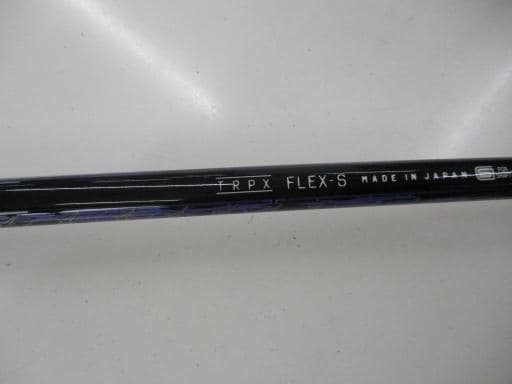 TRPX FLEX-S MADE IN JAPAN